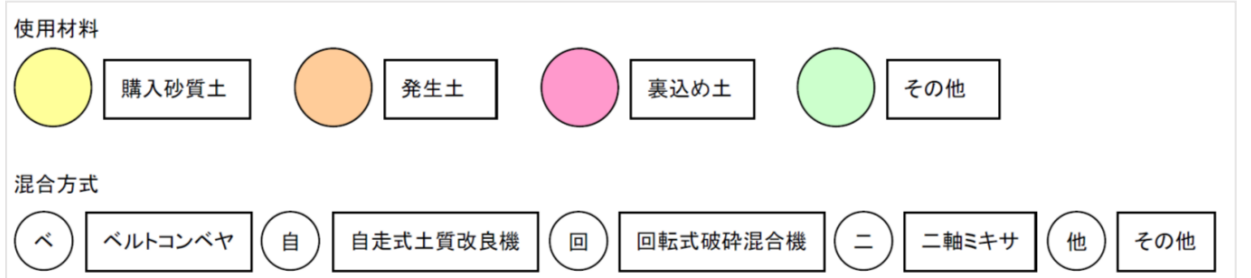 使用材料
購入砂質土 発生土 裏込め土 その他
混合方式
ベ ベルトコンベヤ 自 自走式土質改良機 回 回転式破砕混合機 二 二軸ミキサ 他 その他